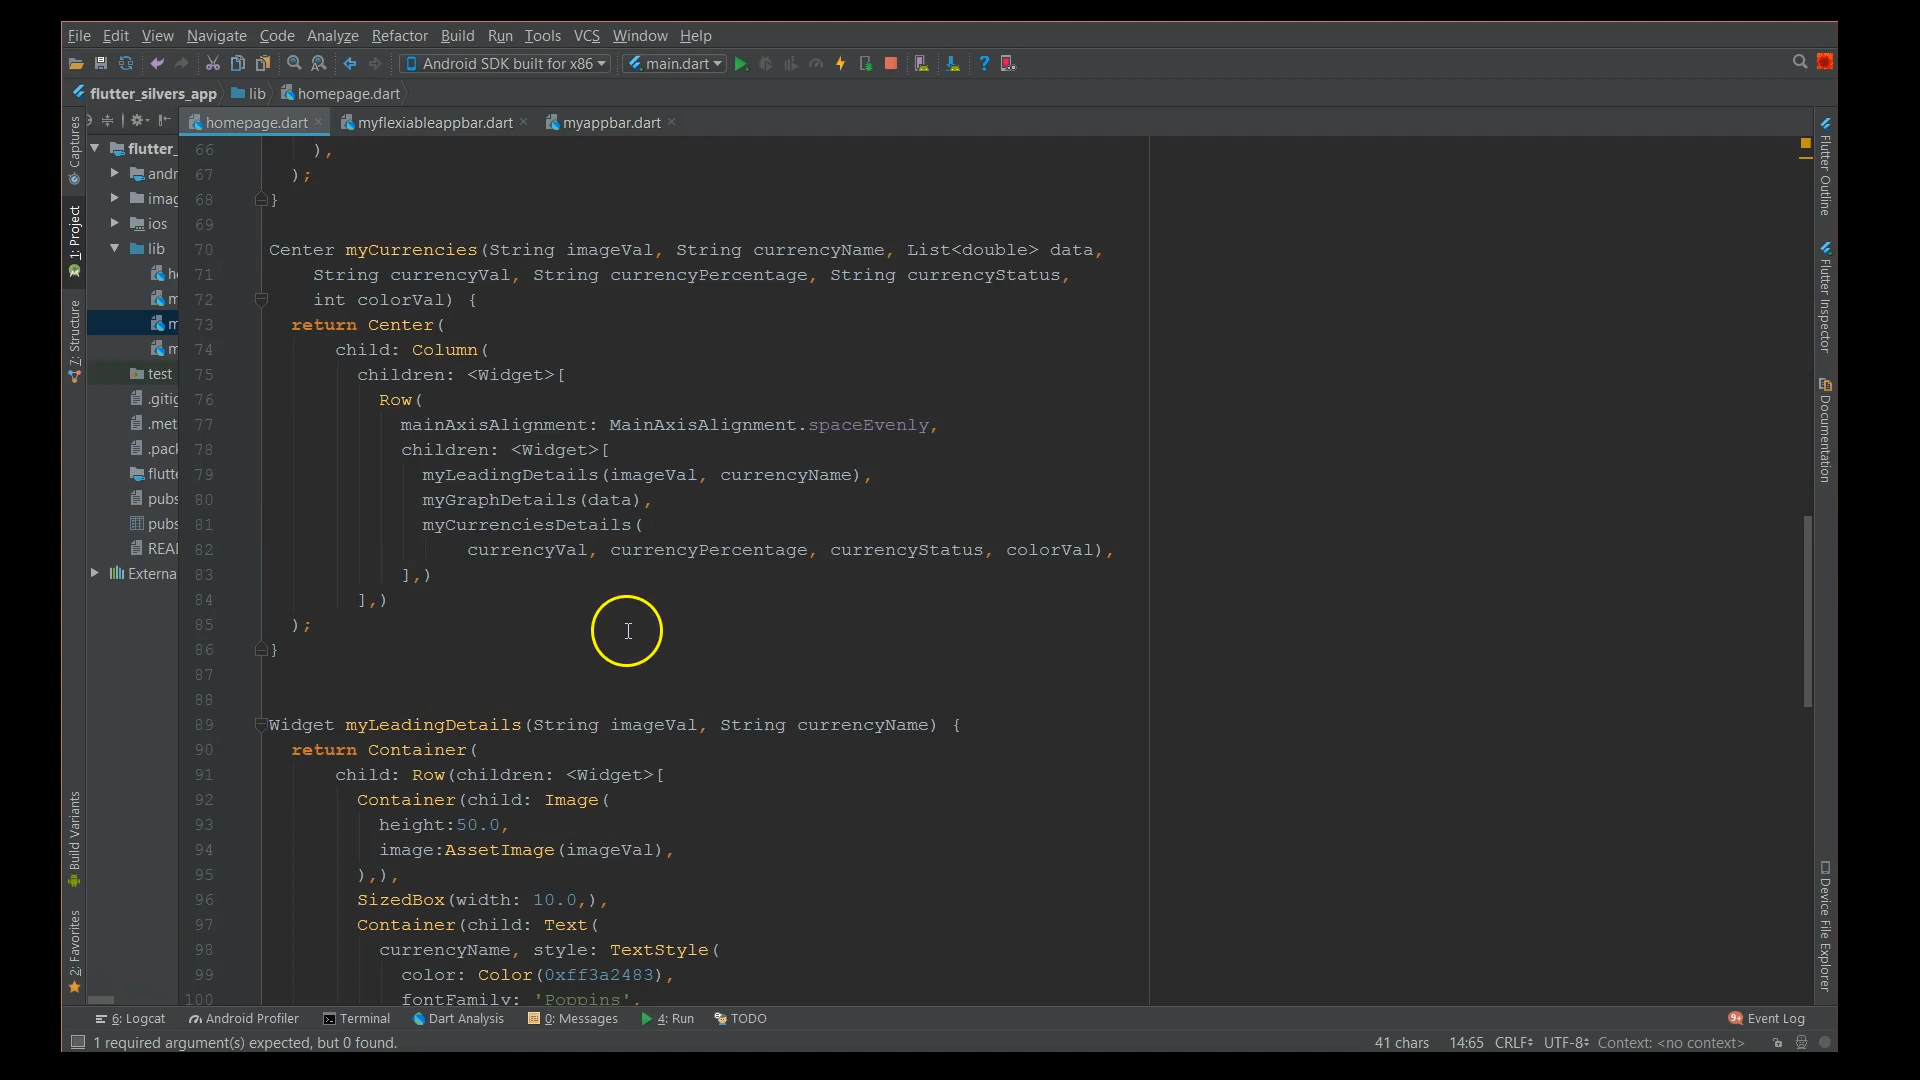 File Edit View Navigate Code Analyze Refactor Build Run Tools VCS Window Help
Android SDK built for x86 main.dart
flutter_silvers_app lib homepage.dart
homepage.dart myflexiableappbar.dart myappbar.dart
Captures
1: Project
7: Structure
Build Variants
2: Favorites
flutter_
andr
imag
ios
lib
h
m
m
m
test
.gitig
.met
.pack
flutte
pubs
pubs
READ
Externa
66 ),
67 );
68 }
69
70 Center myCurrencies(String imageVal, String currencyName, List<double> data,
71 String currencyVal, String currencyPercentage, String currencyStatus,
72 int colorVal) {
73 return Center(
74 child: Column(
75 children: <Widget>[
76 Row(
77 mainAxisAlignment: MainAxisAlignment.spaceEvenly,
78 children: <Widget>[
79 myLeadingDetails(imageVal, currencyName),
80 myGraphDetails(data),
81 myCurrenciesDetails(
82 currencyVal, currencyPercentage, currencyStatus, colorVal),
83 ],)
84 ],)
85 );
86 }
87
88
89 Widget myLeadingDetails(String imageVal, String currencyName) {
90 return Container(
91 child: Row(children: <Widget>[
92 Container(child: Image(
93 height:50.0,
94 image:AssetImage(imageVal),
95 ),),
96 SizedBox(width: 10.0,),
97 Container(child: Text(
98 currencyName, style: TextStyle(
99 color: Color(0xff3a2483),
100 fontFamily: 'Poppins',
Flutter Outline
Flutter Inspector
Documentation
Device File Explorer
6: Logcat Android Profiler Terminal Dart Analysis 0: Messages 4: Run TODO 9+ Event Log
1 required argument(s) expected, but 0 found. 41 chars 14:65 CRLF UTF-8 Context: <no context>